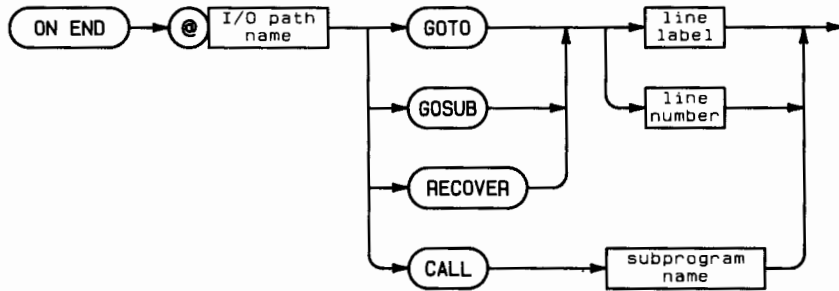 ON END @ I/O path name GOTO line label
GOSUB line number
RECOVER
CALL subprogram name